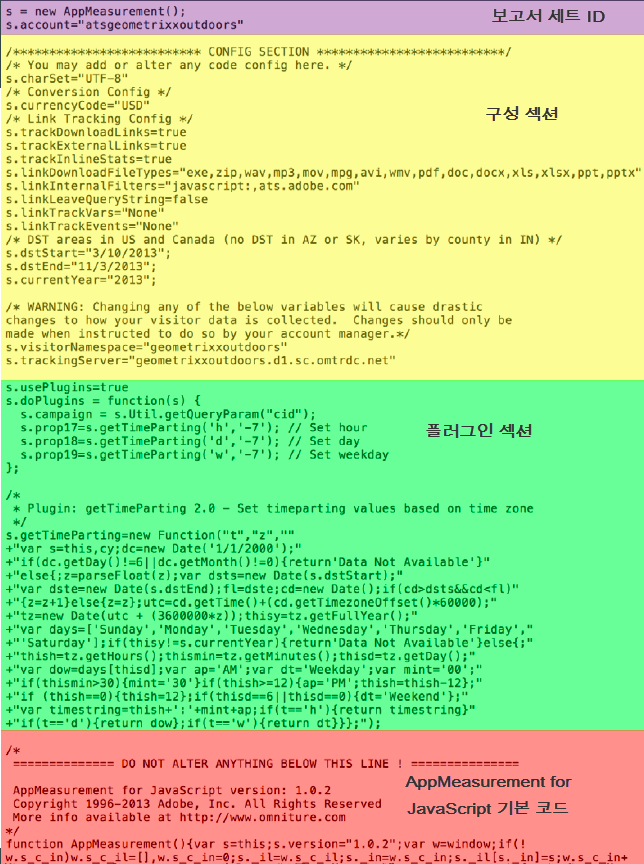 s = new AppMeasurement();
s.account="atsgeometrixxoutdoors"
보고서 세트 ID
/************************** CONFIG SECTION **************************/
/* You may add or alter any code config here. */
s.charSet="UTF-8"
/* Conversion Config */
s.currencyCode="USD"
구성 섹션
/* Link Tracking Config */
s.trackDownloadLinks=true
s.trackExternalLinks=true
s.trackInlineStats=true
s.linkDownloadFileTypes="exe,zip,wav,mp3,mov,mpg,avi,wmv,pdf,doc,docx,xls,xlsx,ppt,pptx"
s.linkInternalFilters="javascript:,ats.adobe.com"
s.linkLeaveQueryString=false
s.linkTrackVars="None"
s.linkTrackEvents="None"
/* DST areas in US and Canada (no DST in AZ or SK, varies by county in IN) */
s.dstStart="3/10/2013";
s.dstEnd="11/3/2013";
s.currentYear="2013";
/* WARNING: Changing any of the below variables will cause drastic
changes to how your visitor data is collected.  Changes should only be
made when instructed to do so by your account manager.*/
s.visitorNamespace="geometrixxoutdoors"
s.trackingServer="geometrixxoutdoors.d1.sc.omtrdc.net"
s.usePlugins=true
s.doPlugins = function(s) {
s.campaign = s.Util.getQueryParam("cid");
s.prop17=s.getTimeParting('h','-7'); // Set hour
s.prop18=s.getTimeParting('d','-7'); // Set day
s.prop19=s.getTimeParting('w','-7'); // Set weekday
};
플러그인 섹션
/*
* Plugin: getTimeParting 2.0 - Set timeparting values based on time zone
*/
s.getTimeParting=new Function("t","z",""
+"var s=this,cy;dc=new Date('1/1/2000');"
+"if(dc.getDay()!=6||dc.getMonth()!=0){return'Data Not Available'}"
+"else{;z=parseFloat(z);var dsts=new Date(s.dstStart);"
+"var dste=new Date(s.dstEnd);fl=dste;cd=new Date();if(cd>dsts&&cd<fl)"
+"{z=z+1}else{z=z};utc=cd.getTime()+(cd.getTimezoneOffset()*60000);"
+"tz=new Date(utc + (3600000*z));thisy=tz.getFullYear();"
+"var days=['Sunday','Monday','Tuesday','Wednesday','Thursday','Friday',"
+"'Saturday'];if(thisy!=s.currentYear){return'Data Not Available'}else{;"
+"thish=tz.getHours();thismin=tz.getMinutes();thisd=tz.getDay();"
+"var dow=days[thisd];var ap='AM';var dt='Weekday';var mint='00';"
+"if(thismin>30){mint='30'}if(thish>=12){ap='PM';thish=thish-12};"
+"if (thish==0){thish=12};if(thisd==6||thisd==0){dt='Weekend'};"
+"var timestring=thish+':'+mint+ap;if(t=='h'){return timestring}"
+"if(t=='d'){return dow};if(t=='w'){return dt}}};");
/*
============== DO NOT ALTER ANYTHING BELOW THIS LINE ! ===============
AppMeasurement for JavaScript version: 1.0.2
Copyright 1996-2013 Adobe, Inc. All Rights Reserved
More info available at http://www.omniture.com
*/
AppMeasurement for
JavaScript 기본 코드
function AppMeasurement(){var s=this;s.version="1.0.2";var w=window;if(!
w.s_c_in)w.s_c_il=[],w.s_c_in=0;s._il=w.s_c_il;s._in=w.s_c_in;s._il[s._in]=s;w.s_c_in+